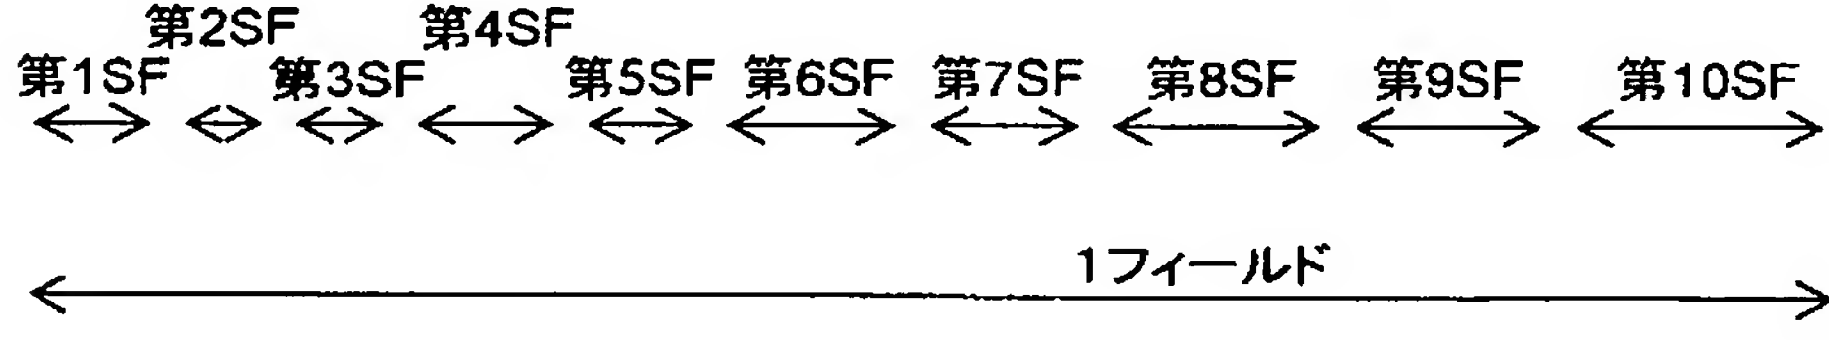 第2SF 第4SF
第1SF 第3SF 第5SF 第6SF 第7SF 第8SF 第9SF 第10SF
1フィールド